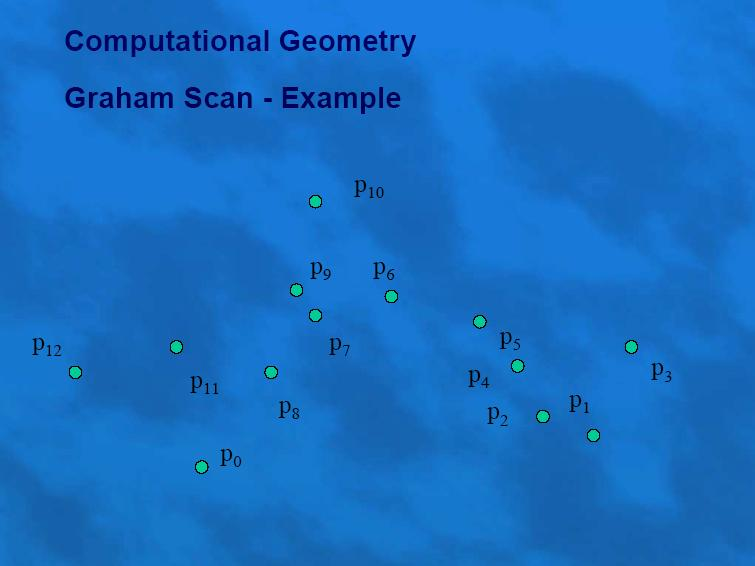 Computational Geometry
Graham Scan - Example
p10
p9
p6
p12
p11
p8
p7
p5
p4
p3
p2
p1
p0